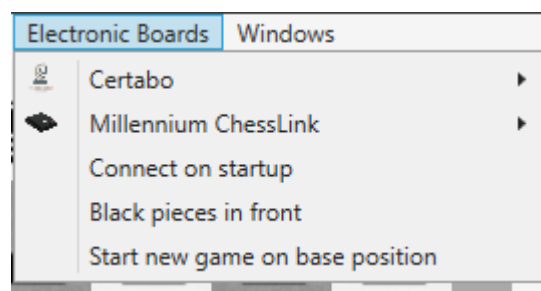 Electronic Boards Windows
Certabo
Millennium ChessLink
Connect on startup
Black pieces in front
Start new game on base position